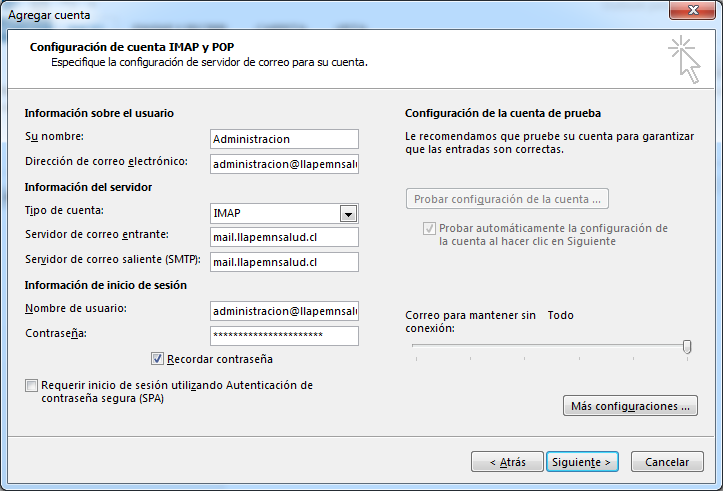 Agregar cuenta
Configuración de cuenta IMAP y POP
Especifique la configuración de servidor de correo para su cuenta.
Información sobre el usuario
Su nombre:
Administracion
Dirección de correo electrónico:
administracion@llapemnsalu
Información del servidor
Tipo de cuenta:
IMAP
Servidor de correo entrante:
mail.llapemnsalud.cl
Servidor de correo saliente (SMTP):
mail.llapemnsalud.cl
Información de inicio de sesión
Nombre de usuario:
administracion@llapemnsalu
Contraseña:
**********************
Recordar contraseña
Requerir inicio de sesión utilizando Autenticación de
contraseña segura (SPA)
Configuración de la cuenta de prueba
Le recomendamos que pruebe su cuenta para garantizar
que las entradas son correctas.
Probar configuración de la cuenta ...
Probar automáticamente la configuración de
la cuenta al hacer clic en Siguiente
Correo para mantener sin
conexión:
Todo
Más configuraciones ...
< Atrás
Siguiente >
Cancelar